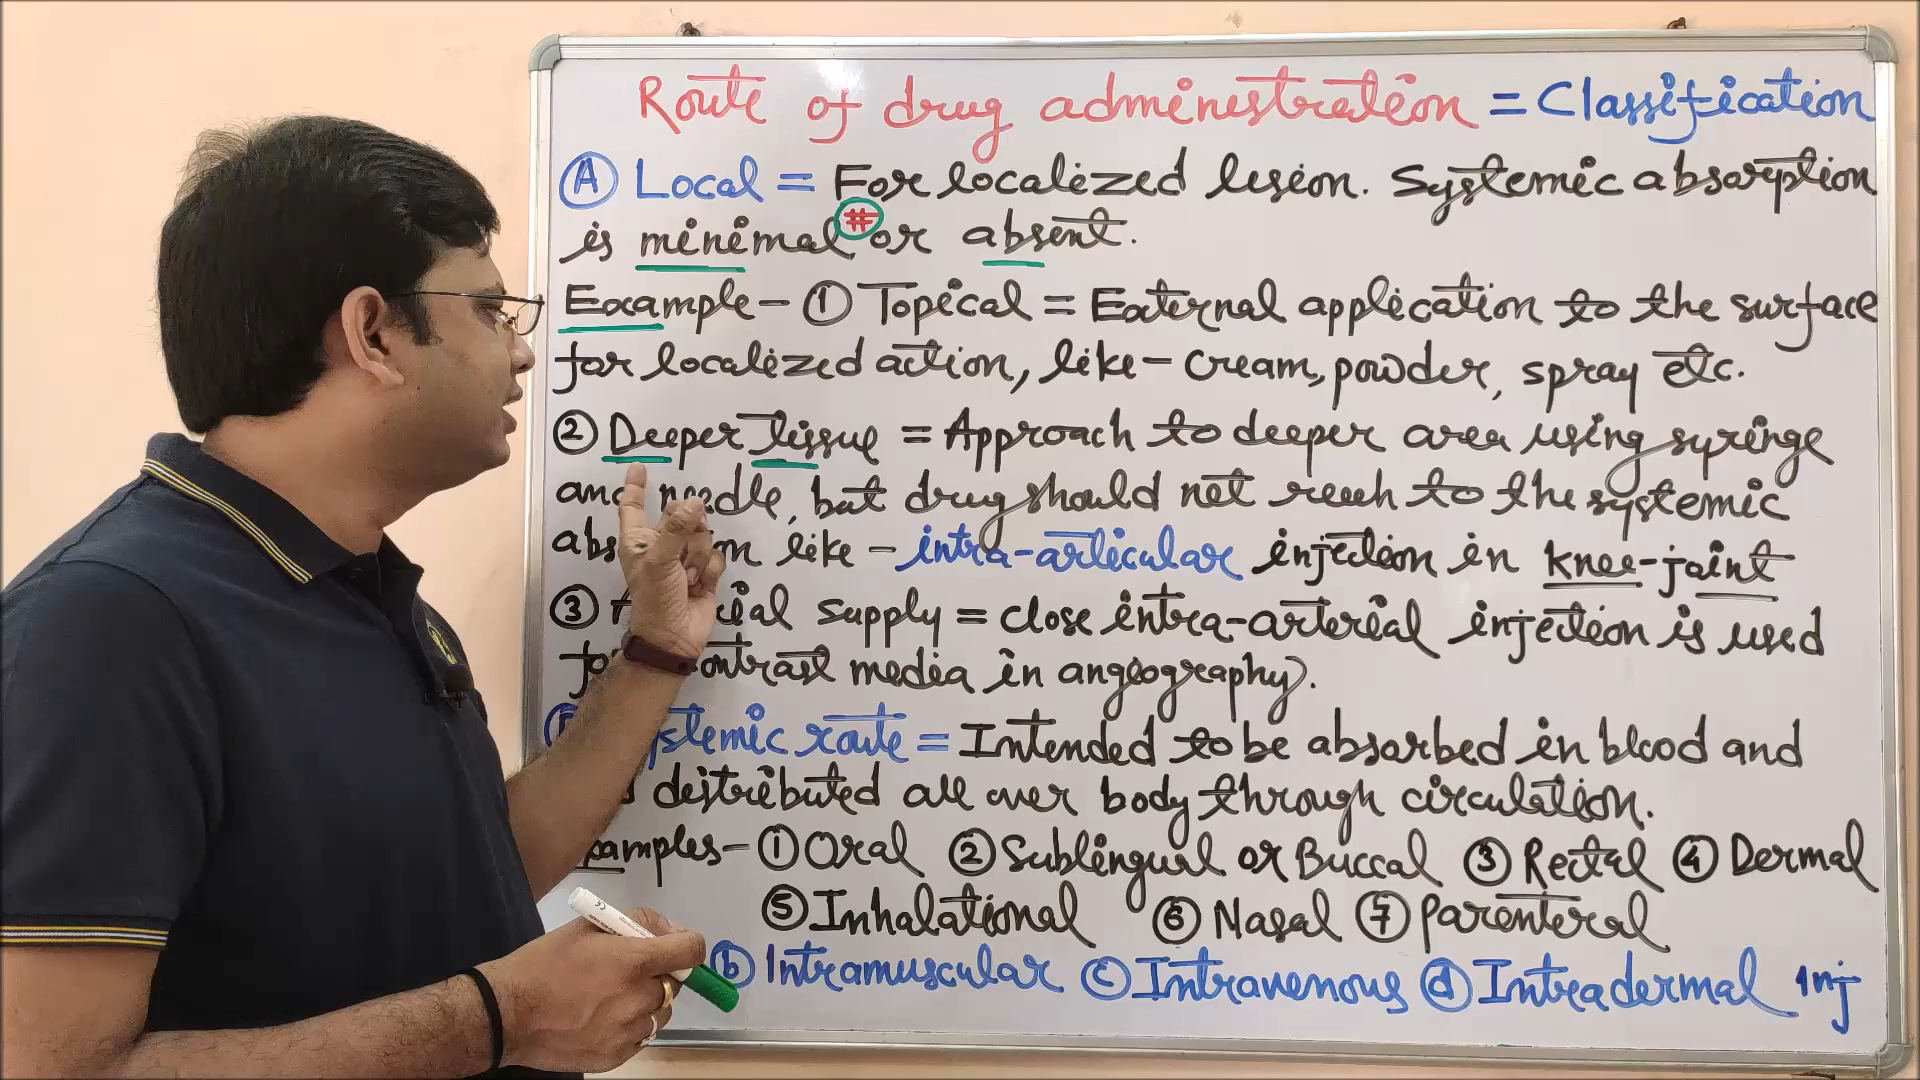 Route of drug administration = Classification
A Local = For localized lesion. Systemic absorption
is minimal # or absent.
Example - 1 Topical = External application to the surface
for localized action, like - cream, powder, spray etc.
2 Deeper tissue = Approach to deeper area using syringe
and needle, but drug should not reach to the systemic
like - intra-articular injection in knee-joint
3 supply = close intra-arterial injection is used
media in angiography).
route = Intended to be absorbed in blood and
distributed all over body through circulation.
1 Oral 2 Sublingual or Buccal 3 Rectal 4 Dermal
5 Inhalational 6 Nasal 7 parenteral
b Intramuscular c Intravenous d Intradermal inj